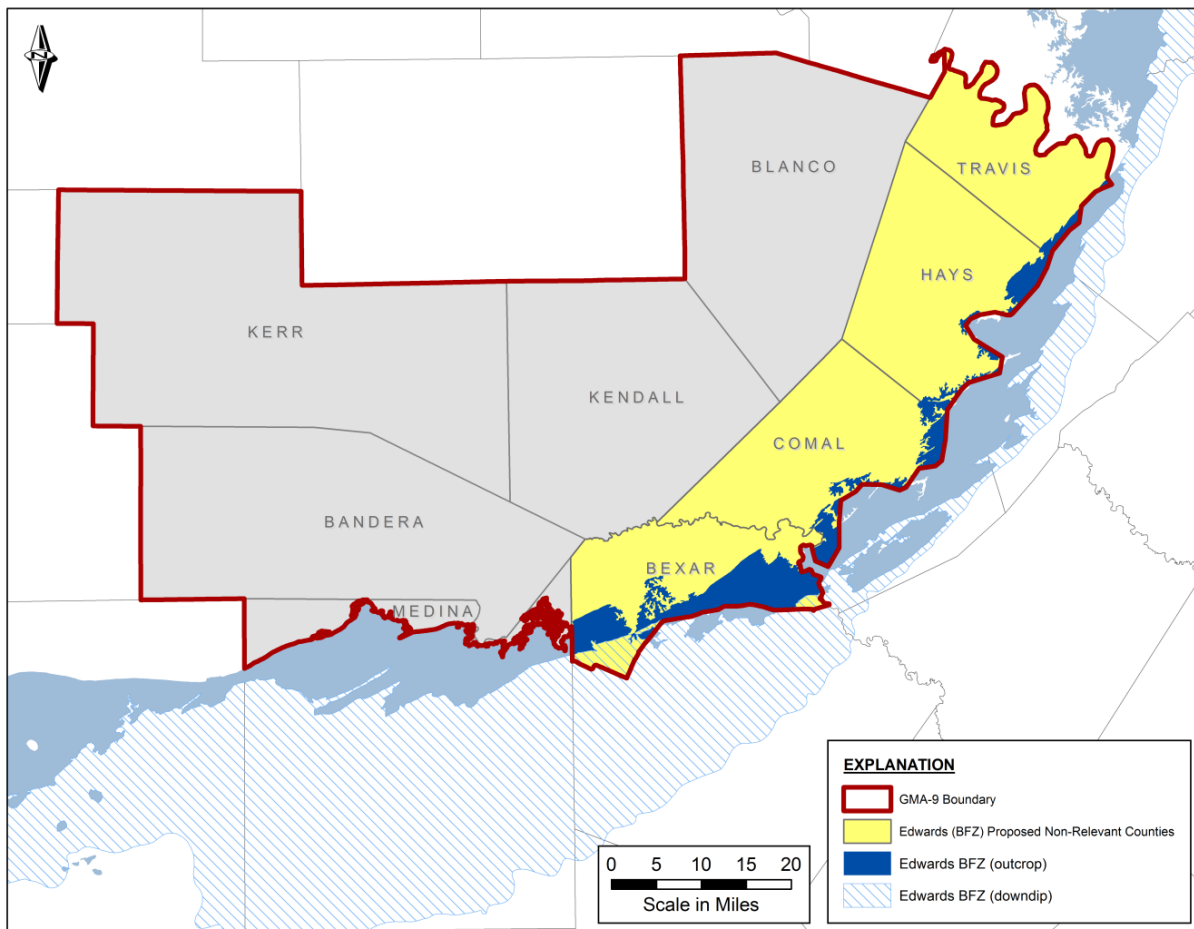 N
BLANCO
TRAVIS
HAYS
KERR
KENDALL
COMAL
BANDERA
BEXAR
MEDINA
EXPLANATION
GMA-9 Boundary
Edwards (BFZ) Proposed Non-Relevant Counties
Edwards BFZ (outcrop)
Edwards BFZ (downdip)
0 5 10 15 20
Scale in Miles